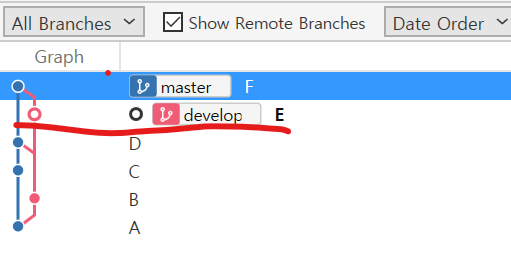 All Branches Show Remote Branches Date Order
Graph
master F
develop E
D
C
B
A